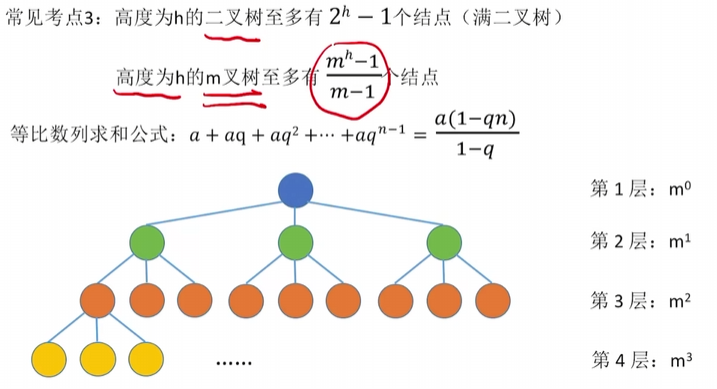 常见考点3：高度为h的二叉树至多有 2^h − 1个结点（满二叉树）
高度为h的m叉树至多有 \frac{m^h−1}{m−1} 个结点
等比数列求和公式：a + aq + aq^2 + ⋯ + aq^{n−1} = \frac{a(1−qn)}{1−q}
第 1 层：m^0
第 2 层：m^1
第 3 层：m^2
第 4 层：m^3
……